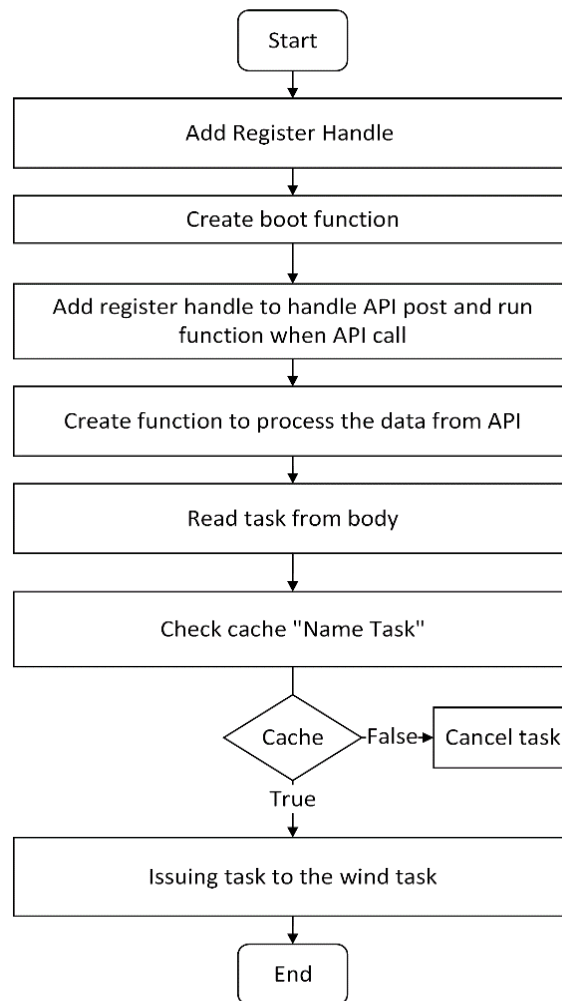 Start
Add Register Handle
Create boot function
Add register handle to handle API post and run
function when API call
Create function to process the data from API
Read task from body
Check cache "Name Task"
Cache
False
Cancel task
True
Issuing task to the wind task
End